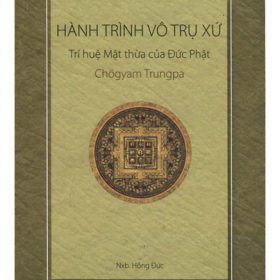 HÀNH TRÌNH VÔ TRỤ XỨ
Trí huệ Mật thừa của Đức Phật
Chögyam Trungpa
Nxb. Hồng Đức